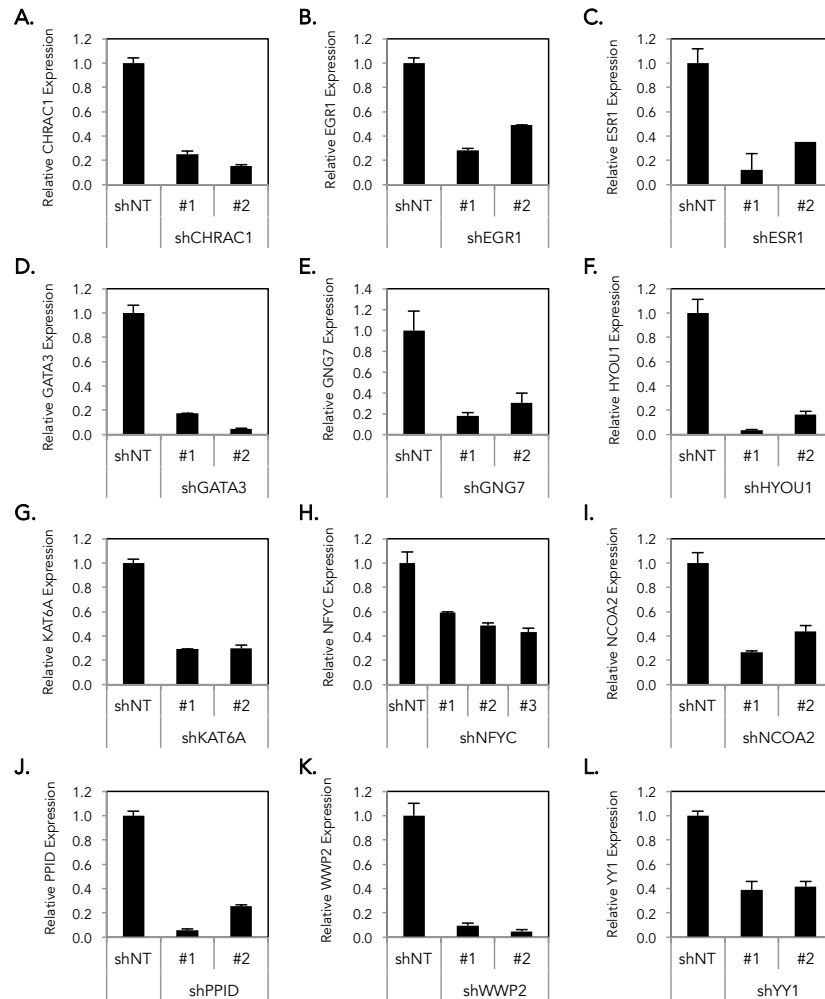 A.
Relative CHRAC1 Expression
1.2
1.0
0.8
0.6
0.4
0.2
0.0
shNT #1 #2
shCHRAC1
B.
Relative EGR1 Expression
1.2
1.0
0.8
0.6
0.4
0.2
0.0
shNT #1 #2
shEGR1
C.
Relative ESR1 Expression
1.2
1.0
0.8
0.6
0.4
0.2
0.0
shNT #1 #2
shESR1
D.
Relative GATA3 Expression
1.2
1.0
0.8
0.6
0.4
0.2
0.0
shNT #1 #2
shGATA3
E.
Relative GNG7 Expression
1.4
1.2
1.0
0.8
0.6
0.4
0.2
0.0
shNT #1 #2
shGNG7
F.
Relative HYOU1 Expression
1.2
1.0
0.8
0.6
0.4
0.2
0.0
shNT #1 #2
shHYOU1
G.
Relative KAT6A Expression
1.2
1.0
0.8
0.6
0.4
0.2
0.0
shNT #1 #2
shKAT6A
H.
Relative NFYC Expression
1.2
1.0
0.8
0.6
0.4
0.2
0.0
shNT #1 #2 #3
shNFYC
I.
Relative NCOA2 Expression
1.2
1.0
0.8
0.6
0.4
0.2
0.0
shNT #1 #2
shNCOA2
J.
Relative PPID Expression
1.2
1.0
0.8
0.6
0.4
0.2
0.0
shNT #1 #2
shPPID
K.
Relative WWP2 Expression
1.2
1.0
0.8
0.6
0.4
0.2
0.0
shNT #1 #2
shWWP2
L.
Relative YY1 Expression
1.2
1.0
0.8
0.6
0.4
0.2
0.0
shNT #1 #2
shYY1